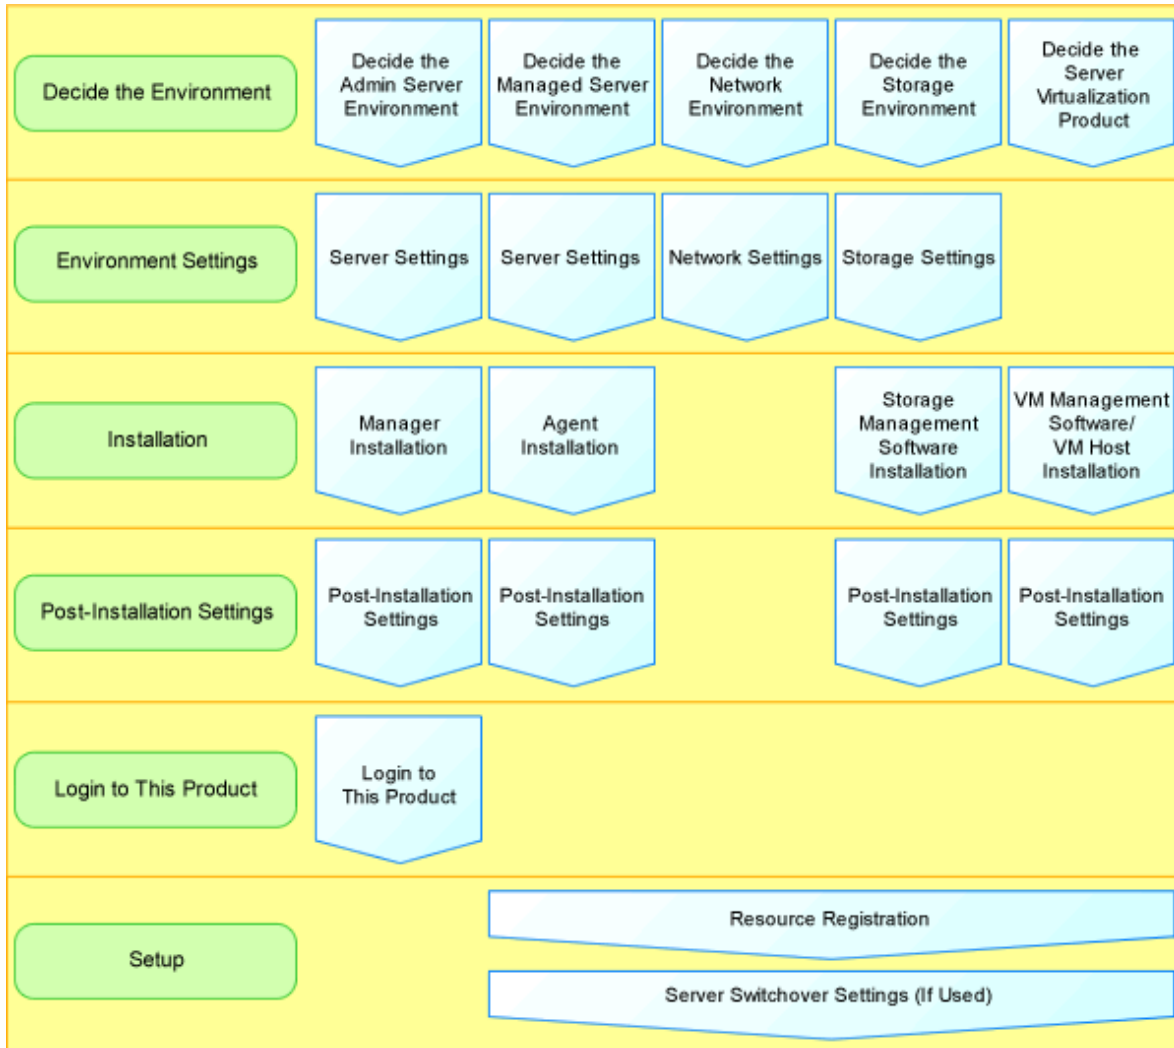 Decide the Environment
Decide the
Admin Server
Environment
Decide the
Managed Server
Environment
Decide the
Network
Environment
Decide the
Storage
Environment
Decide the
Server
Virtualization
Product
Environment Settings
Server Settings
Server Settings
Network Settings
Storage Settings
Installation
Manager
Installation
Agent
Installation
Storage
Management
Software
Installation
VM Management
Software/
VM Host
Installation
Post-Installation Settings
Post-Installation
Settings
Post-Installation
Settings
Post-Installation
Settings
Post-Installation
Settings
Login to This Product
Login to
This Product
Setup
Resource Registration
Server Switchover Settings (If Used)